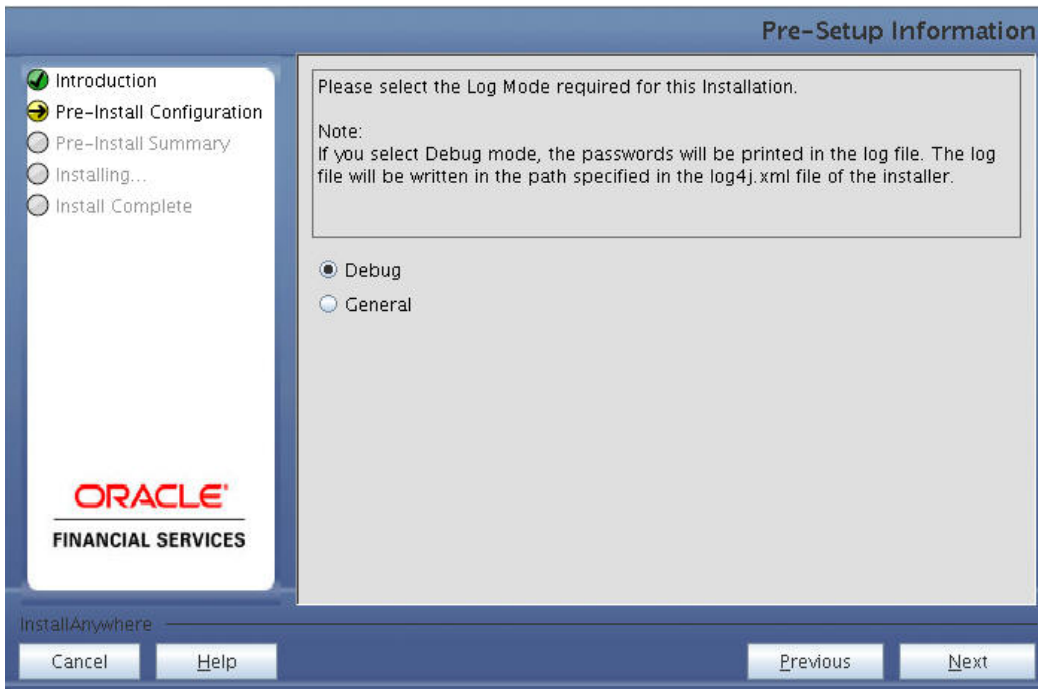 Pre-Setup Information
Introduction
Pre-Install Configuration
Pre-Install Summary
Installing...
Install Complete
ORACLE®
FINANCIAL SERVICES
Please select the Log Mode required for this Installation.
Note:
If you select Debug mode, the passwords will be printed in the log file. The log
file will be written in the path specified in the log4j.xml file of the installer.
Debug
General
InstallAnywhere
Cancel
Help
Previous
Next